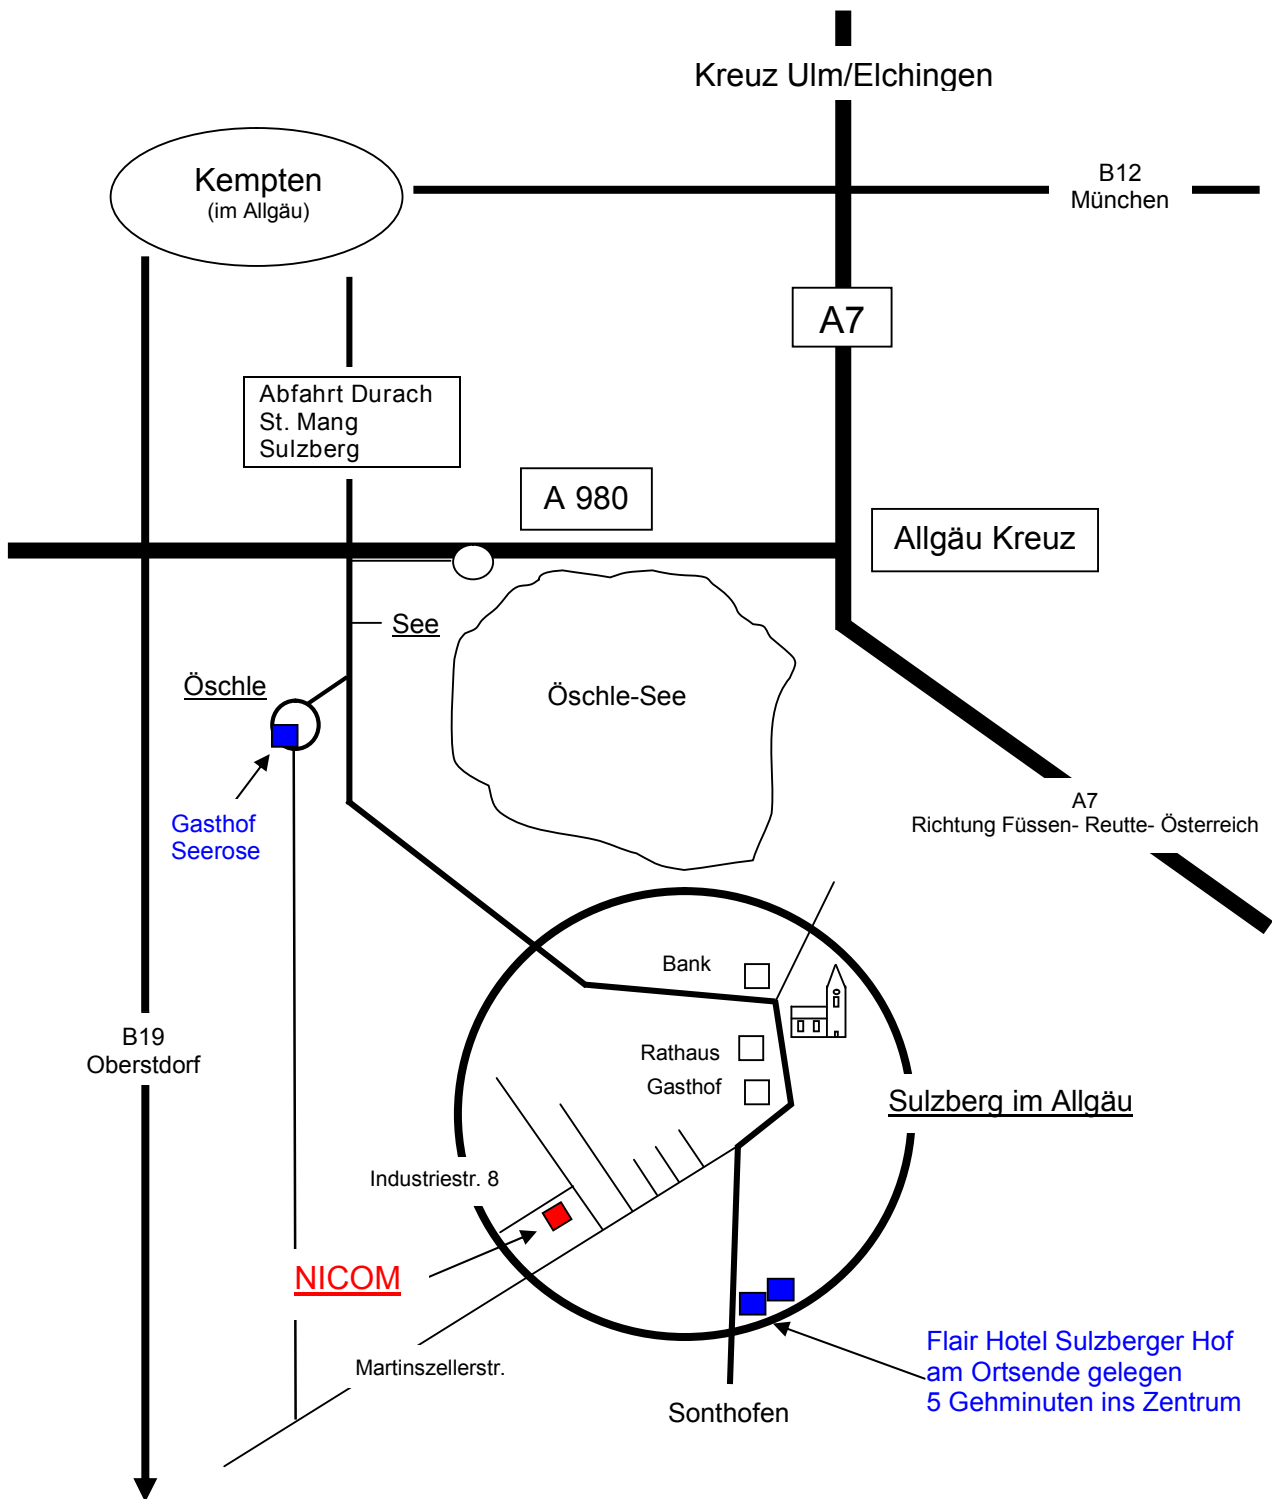 Kreuz Ulm/Elchingen
Kempten
(im Allgäu)
B12
München
A7
Abfahrt Durach
St. Mang
Sulzberg
A 980
Allgäu Kreuz
See
Öschle
Öschle-See
Gasthof
Seerose
A7
Richtung Füssen- Reutte- Österreich
Bank
B19
Oberstdorf
Rathaus
Gasthof
Sulzberg im Allgäu
Industriestr. 8
NICOM
Martinszellerstr.
Flair Hotel Sulzberger Hof
am Ortsende gelegen
5 Gehminuten ins Zentrum
Sonthofen